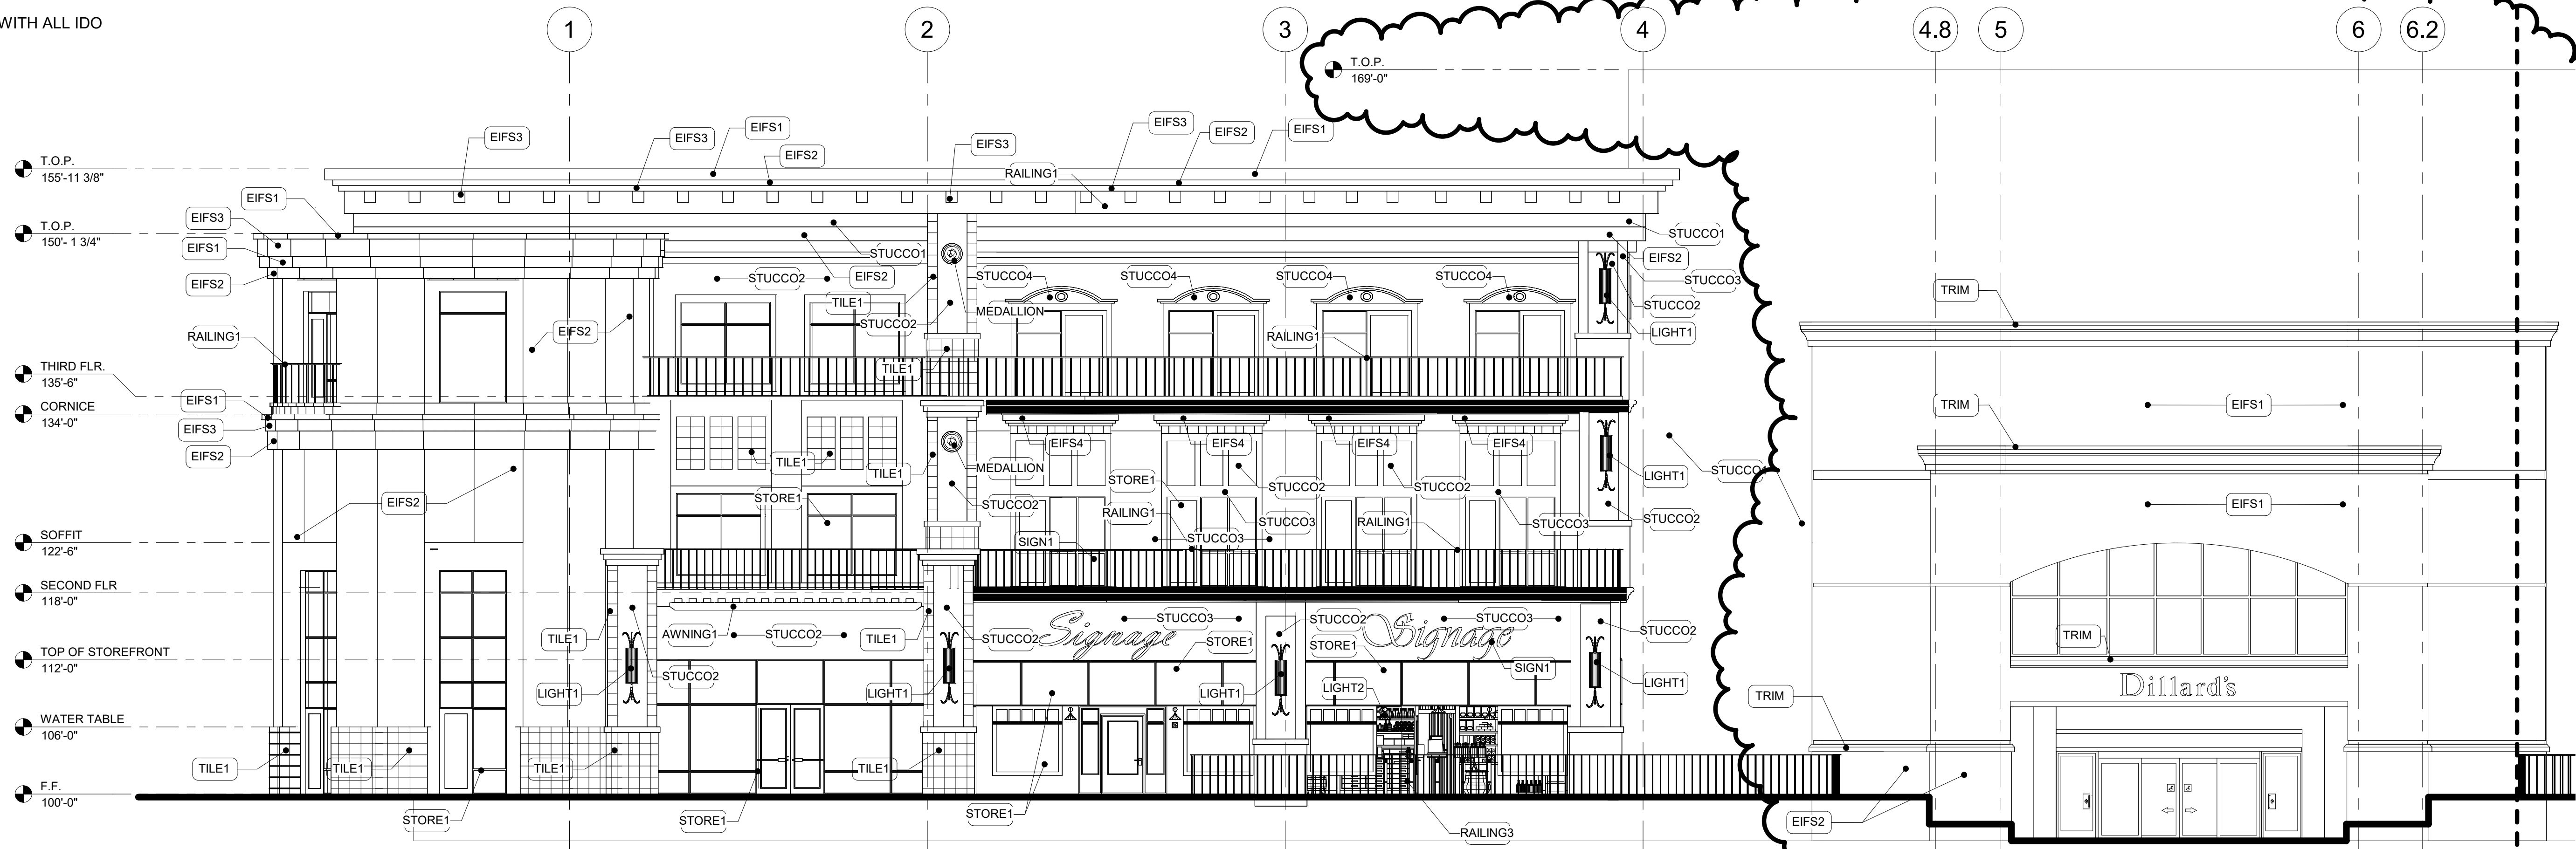 WITH ALL IDO
1
2
3
4
4.8
5
6
6.2
T.O.P.
169'-0"
EIFS3
EIFS3
EIFS1
EIFS2
EIFS3
EIFS3
EIFS2
EIFS1
T.O.P.
155'-11 3/8"
RAILING1
EIFS1
EIFS3
T.O.P.
150'- 1 3/4"
EIFS1
EIFS2
STUCCO1
EIFS2
STUCCO2
STUCCO1
EIFS2
STUCCO3
STUCCO4
STUCCO4
STUCCO4
STUCCO4
TILE1
MEDALLION
STUCCO2
STUCCO2
LIGHT1
TRIM
RAILING1
EIFS2
RAILING1
THIRD FLR.
135'-6"
TILE1
EIFS1
CORNICE
134'-0"
EIFS3
EIFS2
TRIM
EIFS1
EIFS4
EIFS4
EIFS4
EIFS4
TILE1
TILE1
MEDALLION
LIGHT1
STUCCO1
EIFS2
STORE1
STUCCO2
STORE1
STUCCO2
STUCCO2
EIFS1
RAILING1
STUCCO3
RAILING1
STUCCO3
STUCCO2
SOFFIT
122'-6"
SIGN1
STUCCO3
SECOND FLR
118'-0"
STUCCO3
STUCCO2
STUCCO3
STUCCO2
TILE1
AWNING1
STUCCO2
TILE1
STUCCO2
Signage
STORE1
STORE1
Signage
SIGN1
TRIM
TOP OF STOREFRONT
112'-0"
STUCCO2
LIGHT1
LIGHT1
LIGHT1
LIGHT2
LIGHT1
Dillard's
TRIM
WATER TABLE
106'-0"
TILE1
TILE1
TILE1
TILE1
F.F.
100'-0"
STORE1
STORE1
STORE1
RAILING3
EIFS2